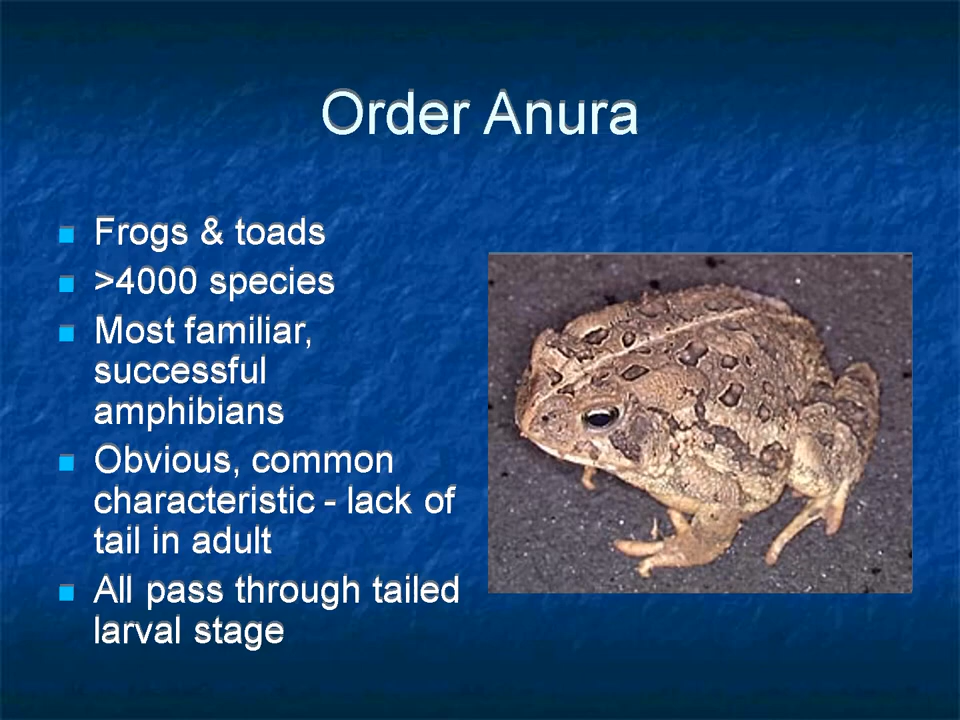 Order Anura
Frogs & toads
>4000 species
Most familiar,
successful
amphibians
Obvious, common
characteristic - lack of
tail in adult
All pass through tailed
larval stage